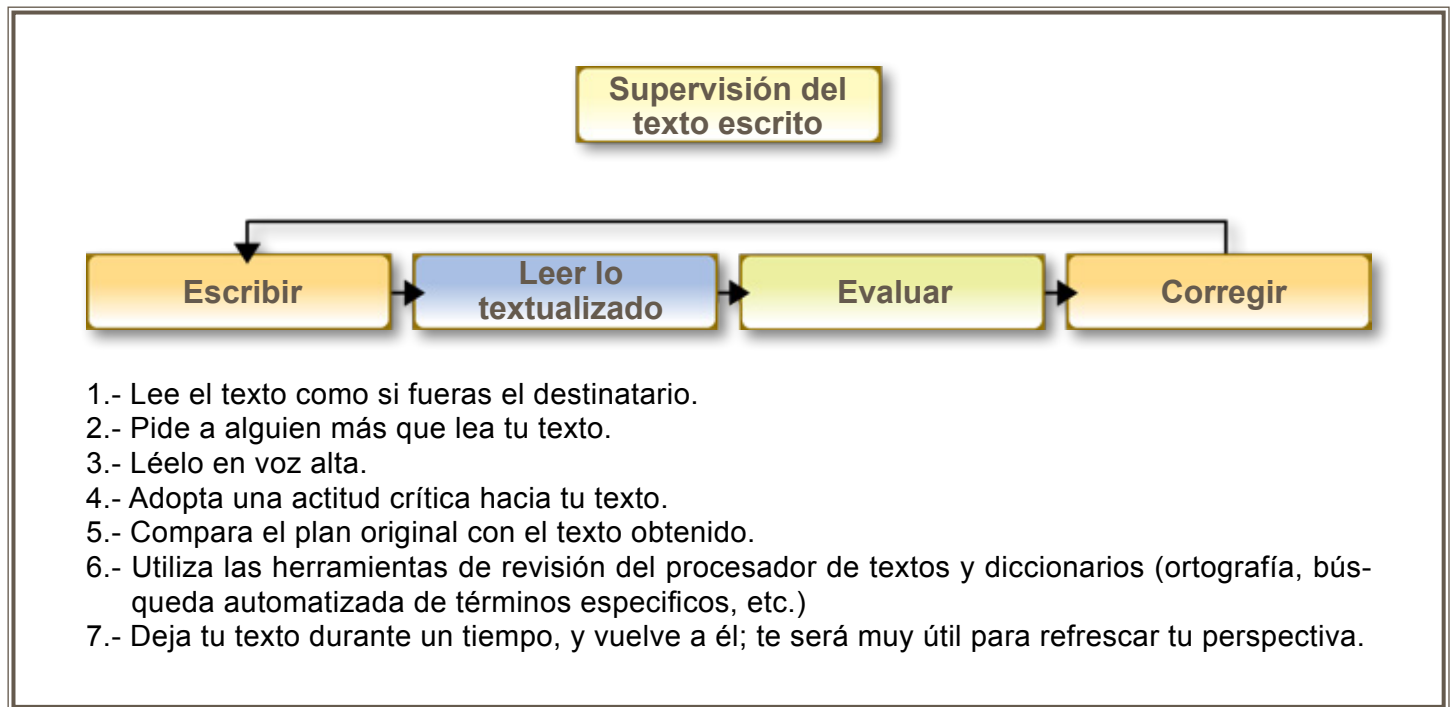 Supervisión del
texto escrito
Escribir
Leer lo
textualizado
Evaluar
Corregir
1.- Lee el texto como si fueras el destinatario.
2.- Pide a alguien más que lea tu texto.
3.- Léelo en voz alta.
4.- Adopta una actitud crítica hacia tu texto.
5.- Compara el plan original con el texto obtenido.
6.- Utiliza las herramientas de revisión del procesador de textos y diccionarios (ortografía, bús-
queda automatizada de términos especificos, etc.)
7.- Deja tu texto durante un tiempo, y vuelve a él; te será muy útil para refrescar tu perspectiva.